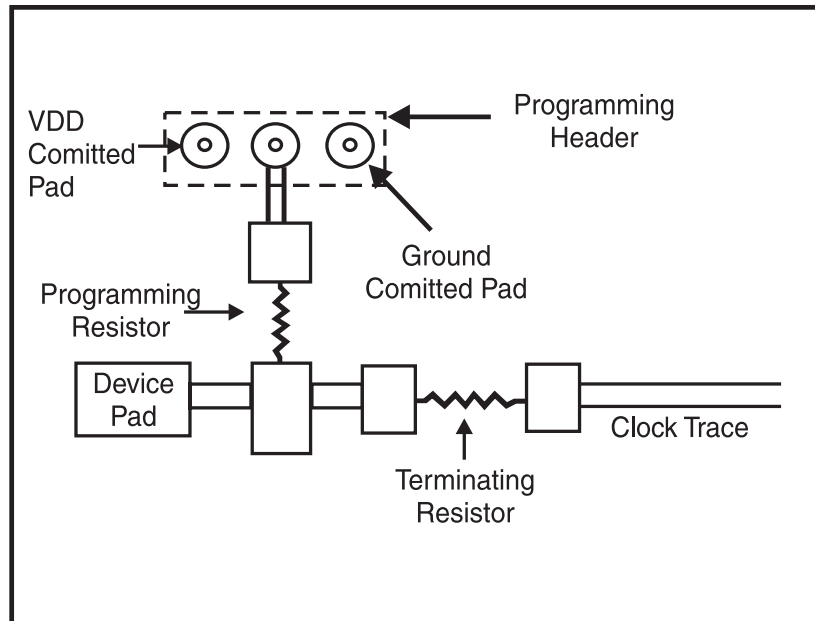 VDD
Comitted
Pad
Programming
Header
Ground
Comitted Pad
Programming
Resistor
Device
Pad
Clock Trace
Terminating
Resistor